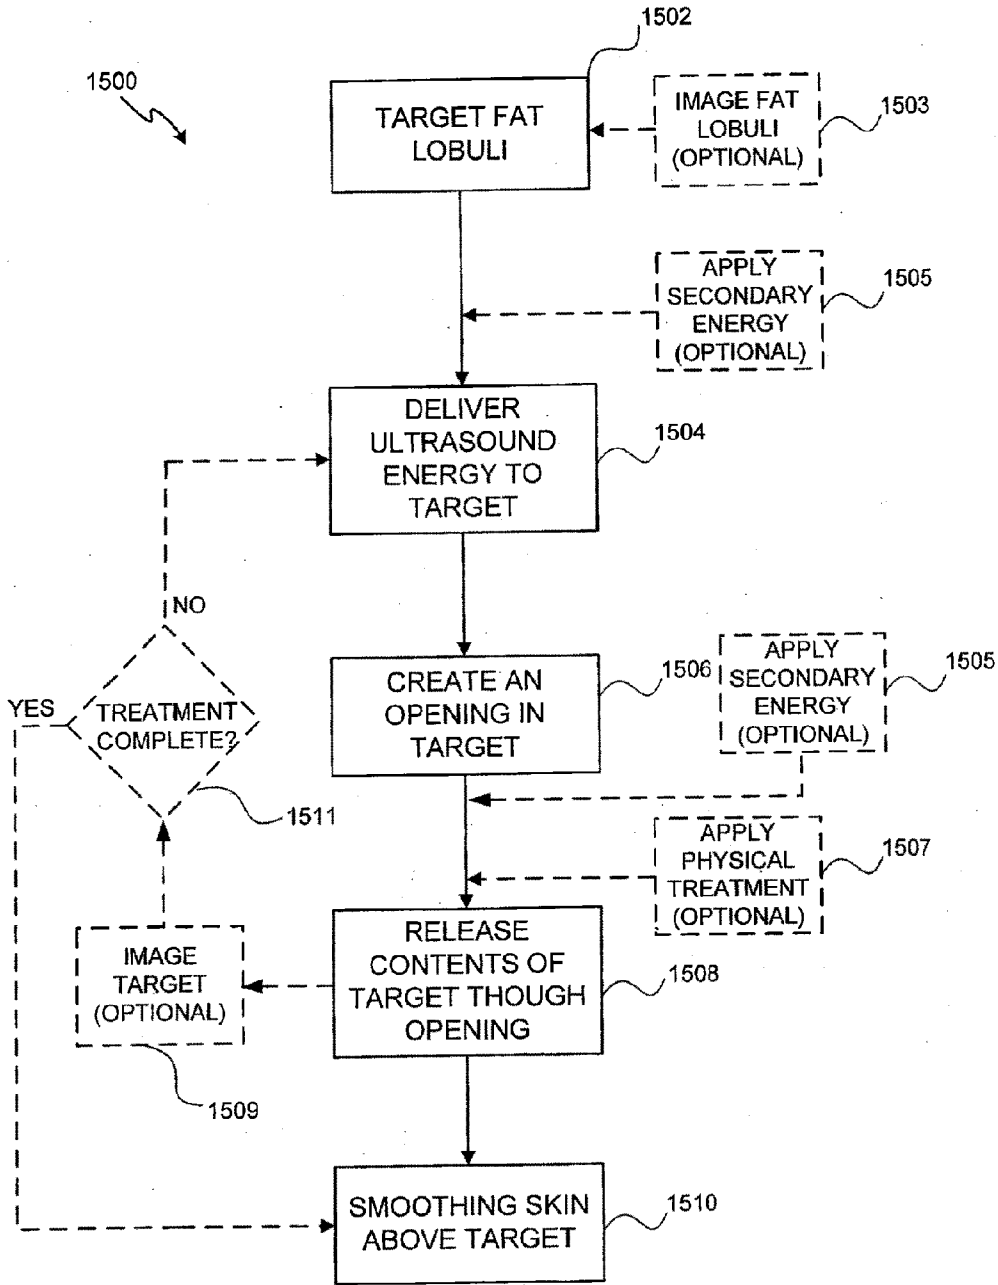 1502
1500
TARGET FAT
LOBULI
IMAGE FAT
LOBULI
(OPTIONAL)
1503
APPLY
SECONDARY
ENERGY
(OPTIONAL)
1505
DELIVER
ULTRASOUND
ENERGY TO
TARGET
1504
NO
YES
TREATMENT
COMPLETE?
1511
CREATE AN
OPENING IN
TARGET
1506
APPLY
SECONDARY
ENERGY
(OPTIONAL)
1505
APPLY
PHYSICAL
TREATMENT
(OPTIONAL)
1507
RELEASE
CONTENTS OF
TARGET THOUGH
OPENING
1508
IMAGE
TARGET
(OPTIONAL)
1509
SMOOTHING SKIN
ABOVE TARGET
1510